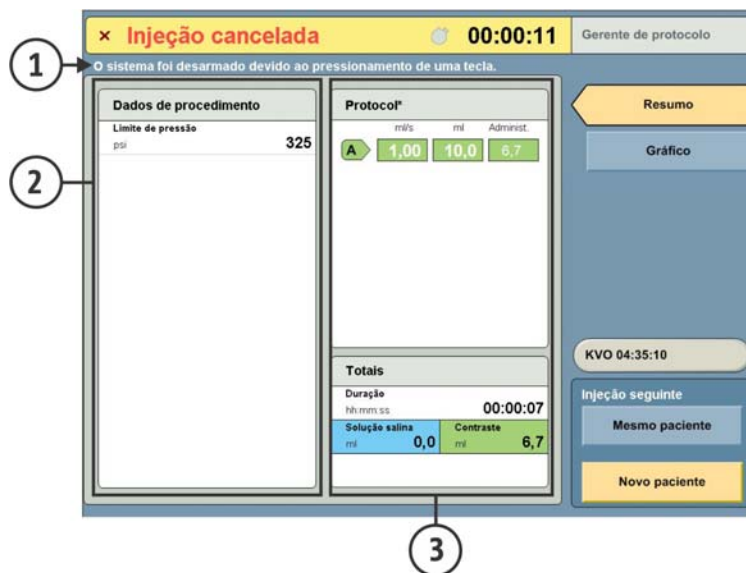 × Injeção cancelada 00:00:11 Gerente de protocolo
1
O sistema foi desarmado devido ao pressionamento de uma tecla.
2
Dados de procedimento
Limite de pressão
psi 325
Protocol*
ml/s ml Administ.
A 1,00 10,0 6,7
Totais
Duração
hh:mm:ss 00:00:07
Solução salina Contraste
ml 0,0 ml 6,7
3
Resumo
Gráfico
KVO 04:35:10
Injeção seguinte
Mesmo paciente
Novo paciente